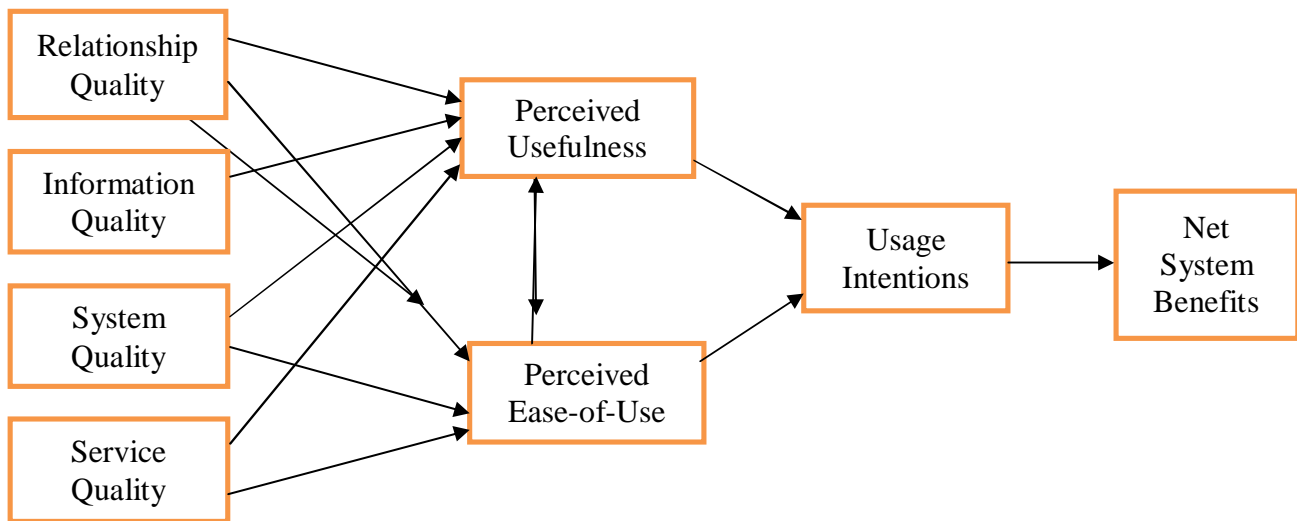 Relationship
Quality
Information
Quality
System
Quality
Service
Quality
Perceived
Usefulness
Perceived
Ease-of-Use
Usage
Intentions
Net
System
Benefits